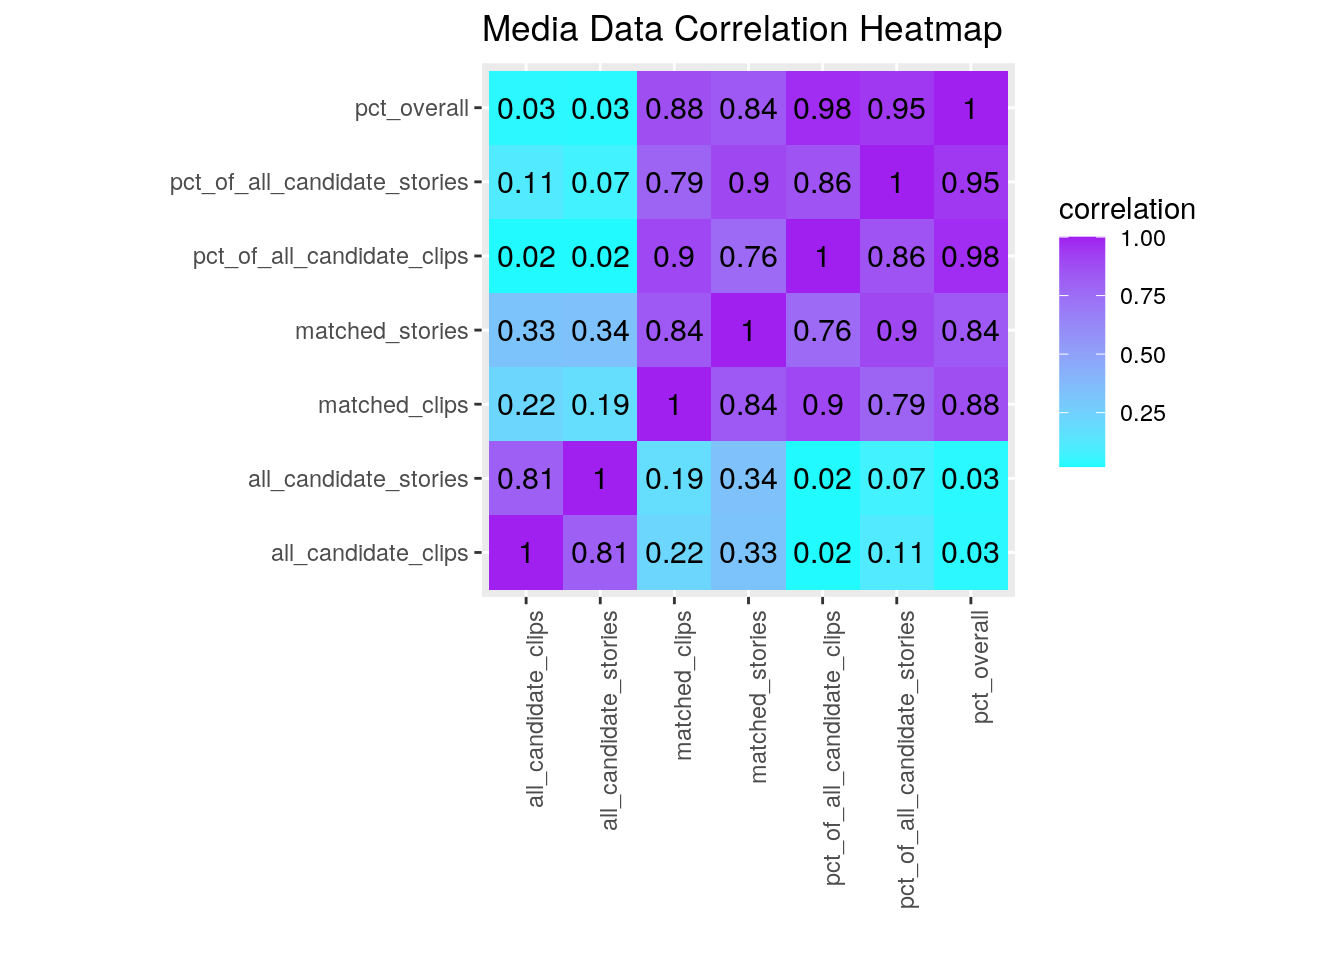 Media Data Correlation Heatmap
pct_overall 0.03 0.03 0.88 0.84 0.98 0.95 1
pct_of_all_candidate_stories 0.11 0.07 0.79 0.9 0.86 1 0.95
pct_of_all_candidate_clips 0.02 0.02 0.9 0.76 1 0.86 0.98
matched_stories 0.33 0.34 0.84 1 0.76 0.9 0.84
matched_clips 0.22 0.19 1 0.84 0.9 0.79 0.88
all_candidate_stories 0.81 1 0.19 0.34 0.02 0.07 0.03
all_candidate_clips 1 0.81 0.22 0.33 0.02 0.11 0.03
all_candidate_clips
all_candidate_stories
matched_clips
matched_stories
pct_of_all_candidate_clips
pct_of_all_candidate_stories
pct_overall
correlation
1.00
0.75
0.50
0.25